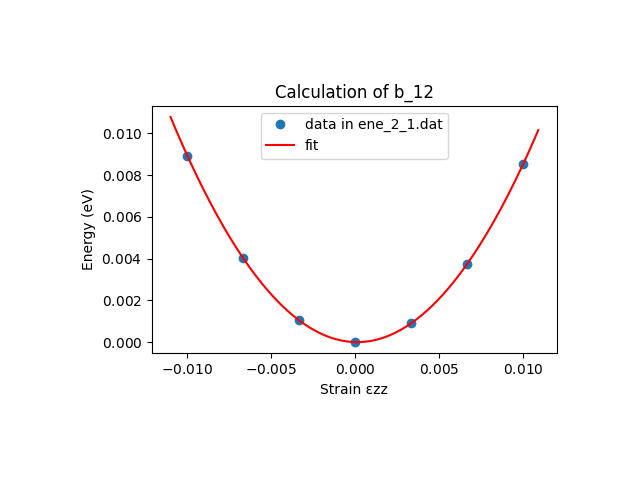 Calculation of b_12
data in ene_2_1.dat
fit
Energy (eV)
0.010
0.008
0.006
0.004
0.002
0.000
−0.010 −0.005 0.000 0.005 0.010
Strain εzz